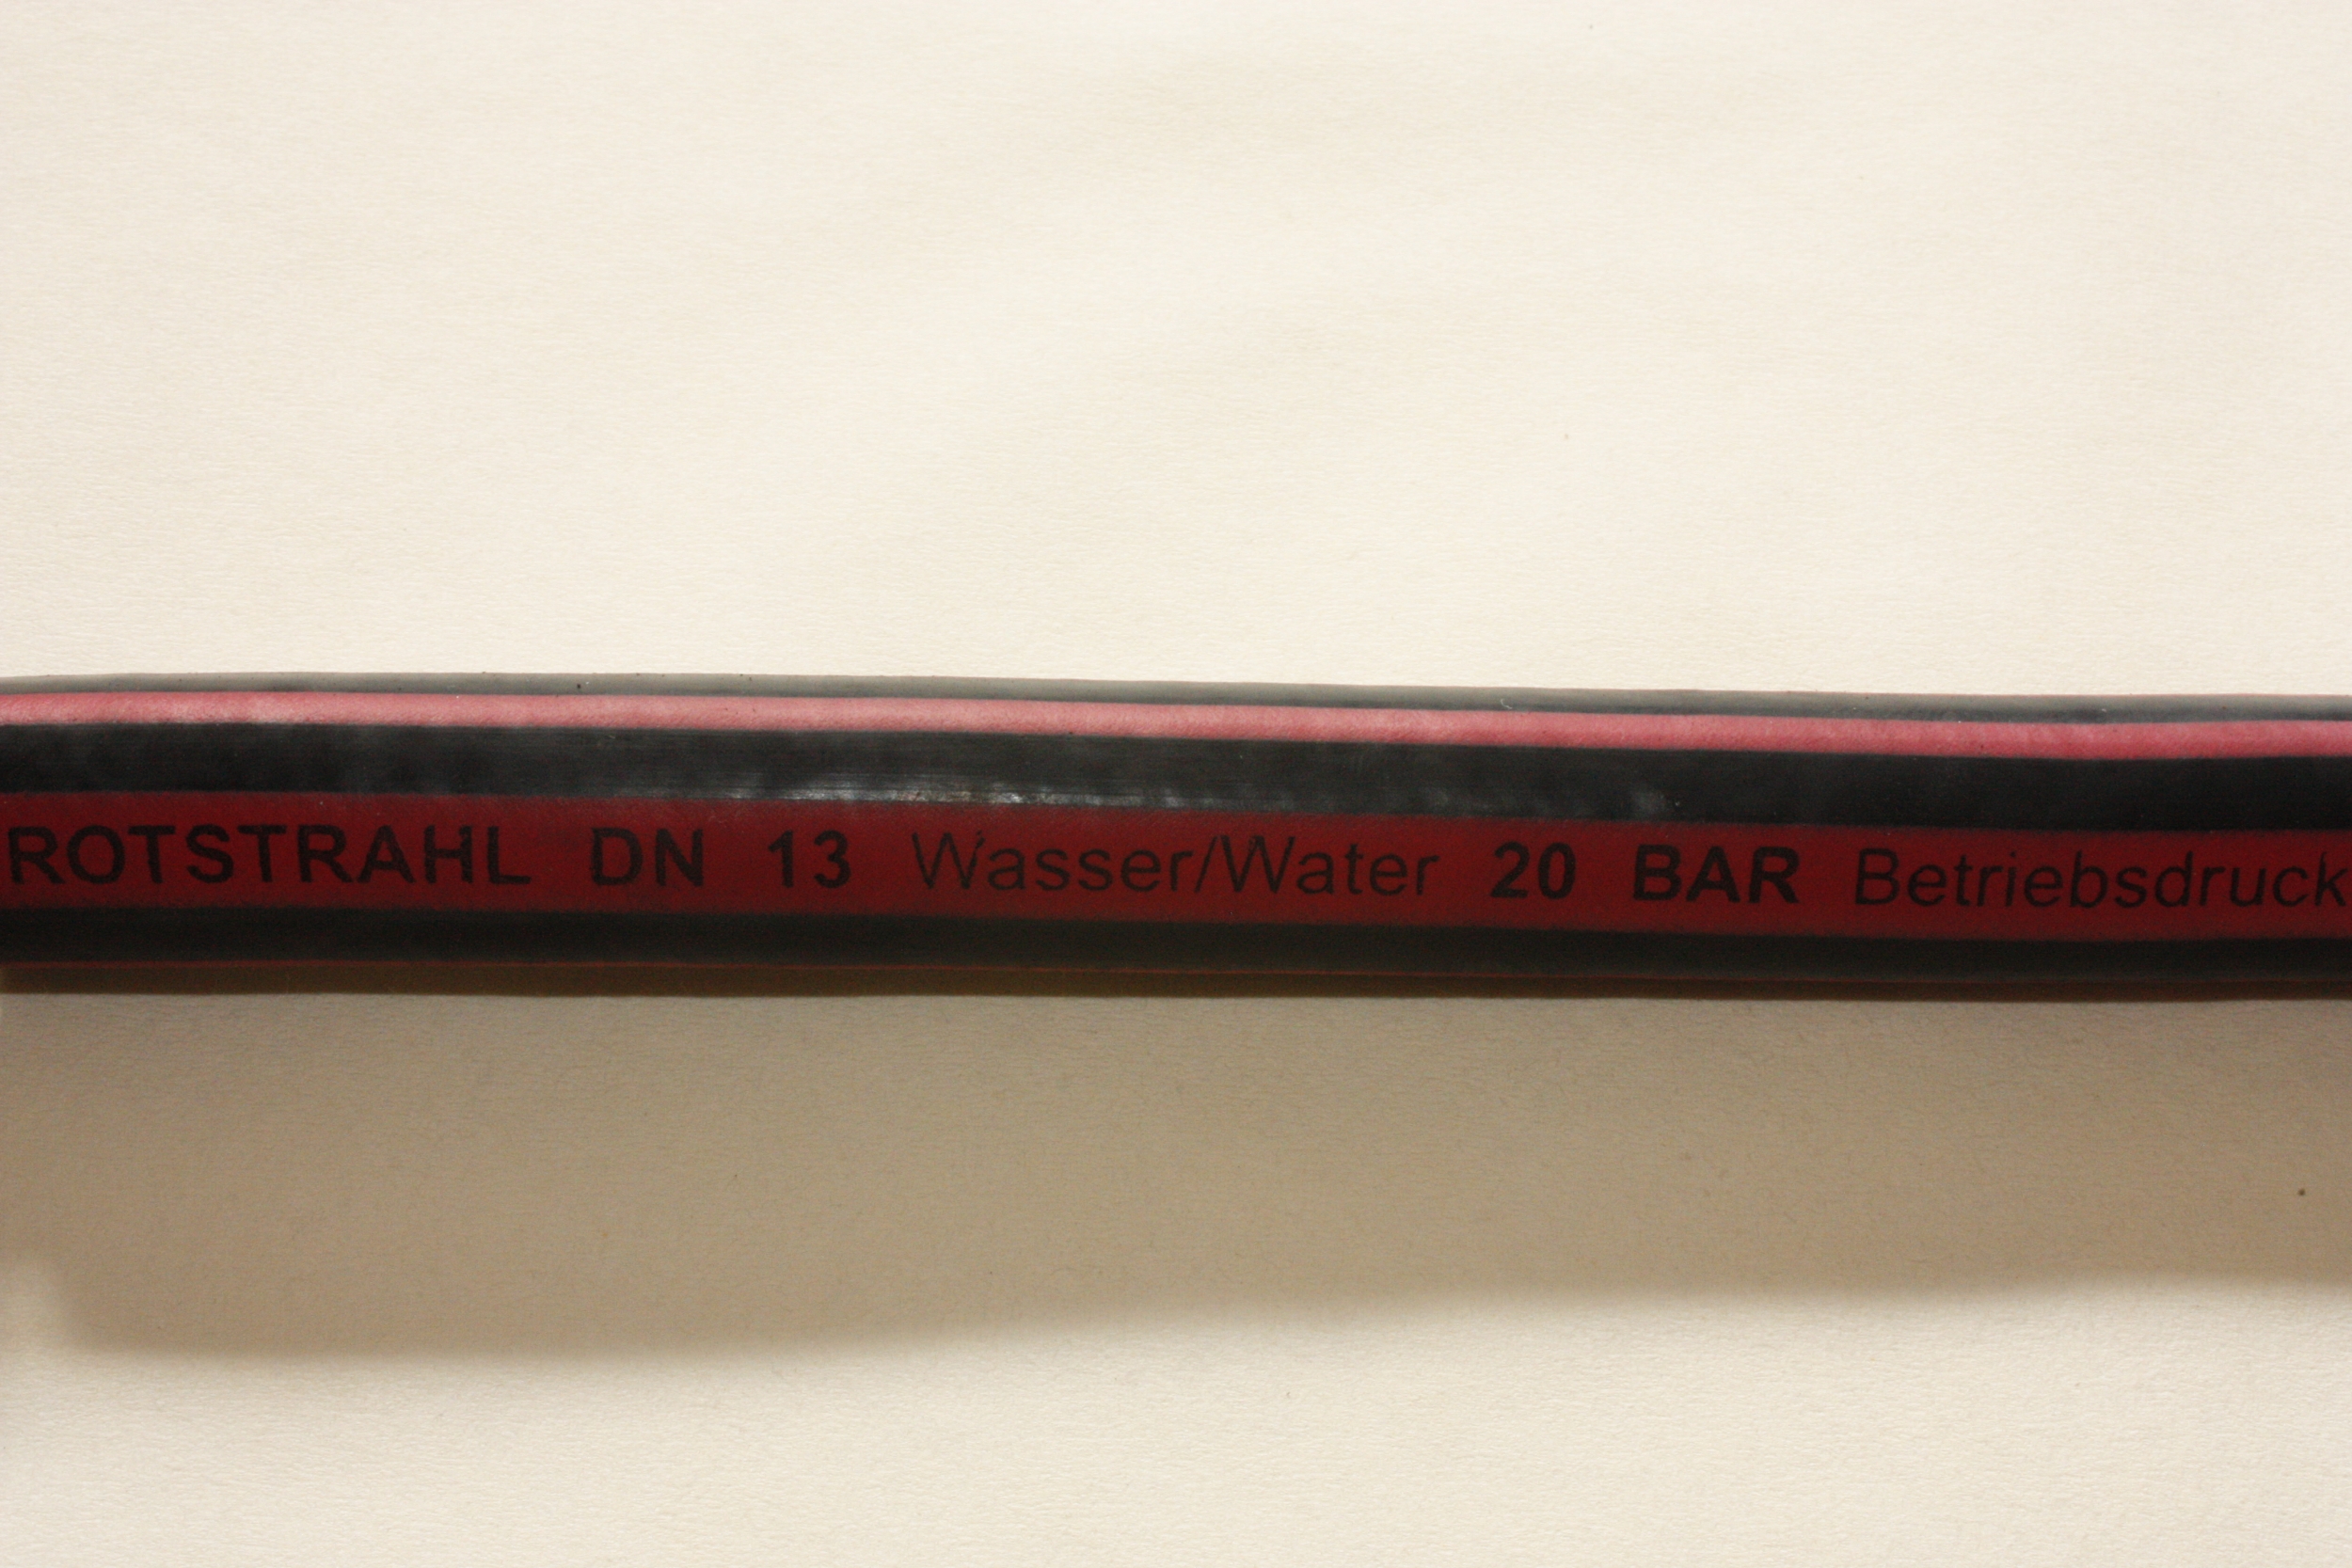 ROTSTRAHL DN 13 Wasser/Water 20 BAR Betriebsdruck